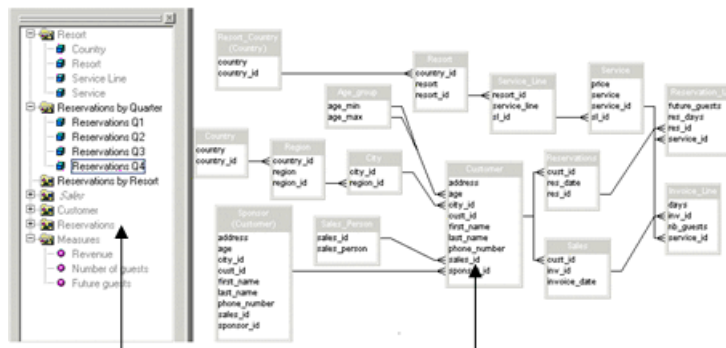 Resort
Country
Resort
Service Line
Service
Reservations by Quarter
Reservations Q1
Reservations Q2
Reservations Q3
Reservations Q4
Reservations by Resort
Sales
Customer
Reservations
Measures
Revenue
Number of guests
Future guests
Resort_Country
(Country)
country
country_id
Resort
country_id
resort
resort_id
Service_Line
resort_id
service_line
sl_id
Service
price
service
service_id
sl_id
Reservation_L
future_guests
res_days
res_id
service_id
Age_group
age_min
age_max
Country
country
country_id
Region
country_id
region
region_id
City
city_id
region_id
Customer
address
age
city_id
cust_id
first_name
last_name
phone_number
sales_id
sponsor_id
Reservations
cust_id
res_date
res_id
Invoice_Line
days
inv_id
nb_guests
service_id
Sponsor
(Customer)
address
age
city_id
cust_id
first_name
last_name
phone_number
sales_id
sponsor_id
Sales_Person
sales_id
sales_person
Sales
cust_id
inv_id
invoice_date